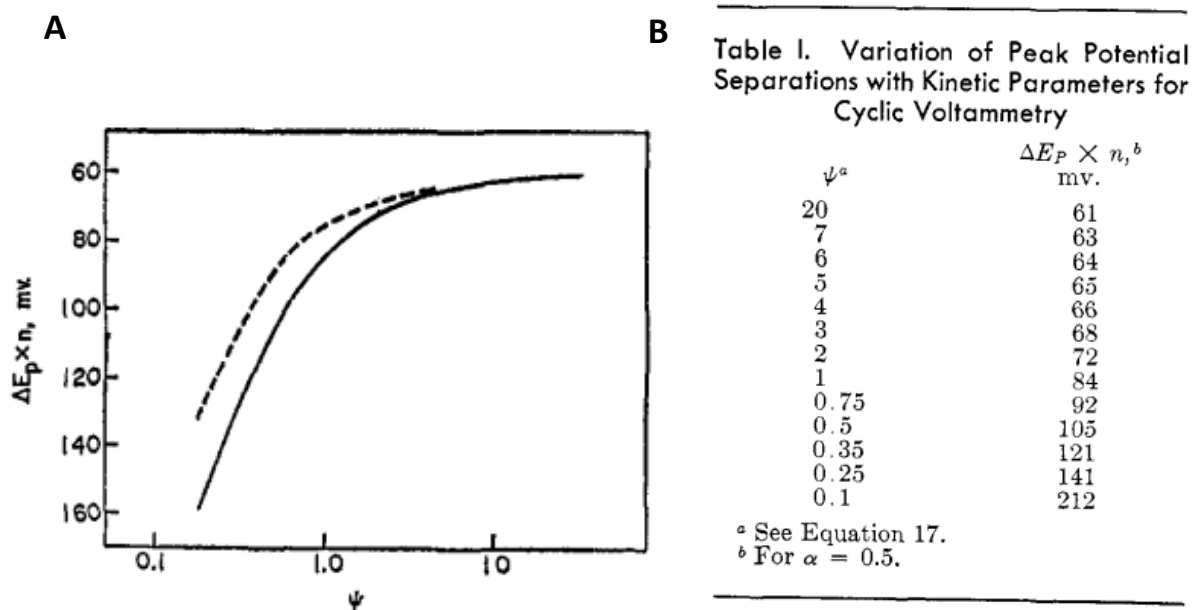 A
60
80
100
120
140
160
ΔEp×n, mv.
0.1
1.0
10
ψ
B
Table I. Variation of Peak Potential
Separations with Kinetic Parameters for
Cyclic Voltammetry
ΔEP × n,b
ψa mv.
20 61
7 63
6 64
5 65
4 66
3 68
2 72
1 84
0.75 92
0.5 105
0.35 121
0.25 141
0.1 212
a See Equation 17.
b For α = 0.5.